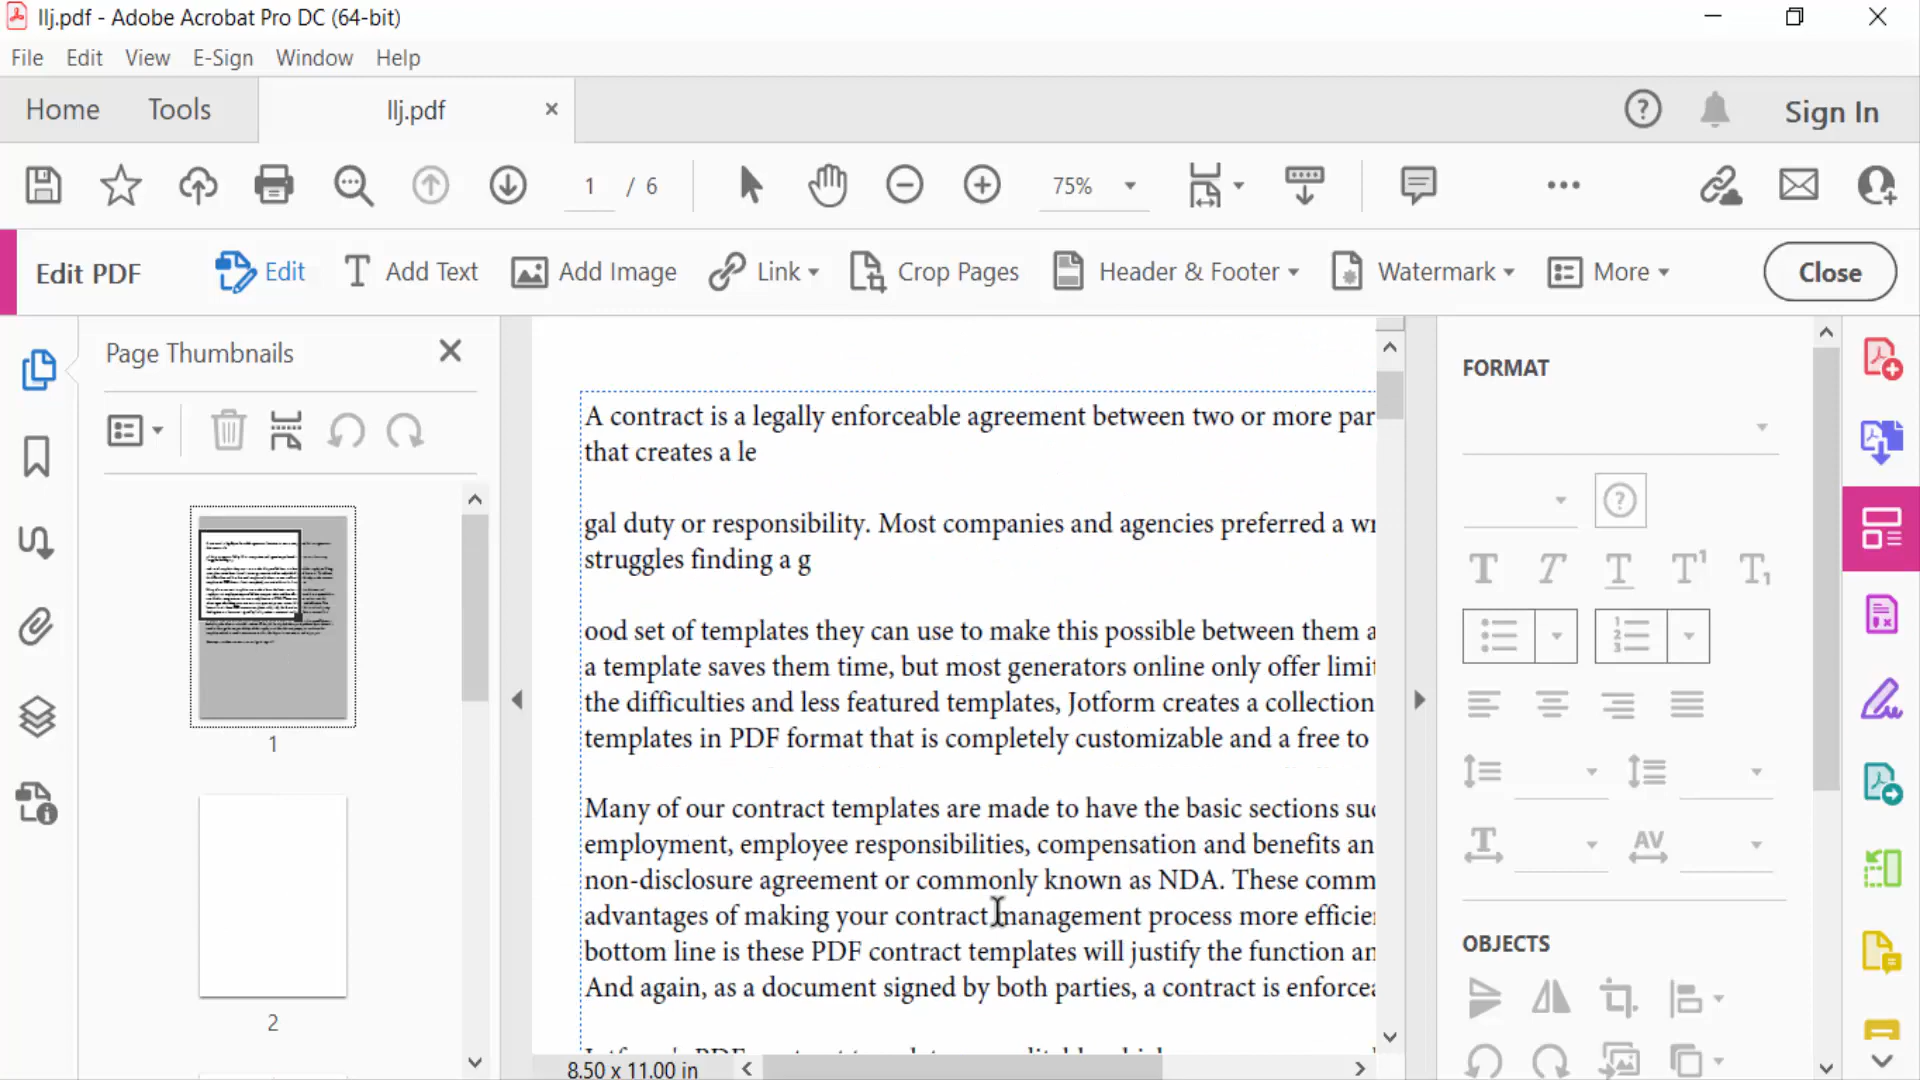 llj.pdf - Adobe Acrobat Pro DC (64-bit)
File Edit View E-Sign Window Help
Home Tools llj.pdf × Sign In
1 / 6 75%
Edit PDF Edit Add Text Add Image Link Crop Pages Header & Footer Watermark More Close
Page Thumbnails
1
2
A contract is a legally enforceable agreement between two or more par
that creates a le
gal duty or responsibility. Most companies and agencies preferred a wr
struggles finding a g
ood set of templates they can use to make this possible between them a
a template saves them time, but most generators online only offer limit
the difficulties and less featured templates, Jotform creates a collection
templates in PDF format that is completely customizable and a free to
Many of our contract templates are made to have the basic sections suc
employment, employee responsibilities, compensation and benefits an
non-disclosure agreement or commonly known as NDA. These comm
advantages of making your contract management process more efficien
bottom line is these PDF contract templates will justify the function an
And again, as a document signed by both parties, a contract is enforcea
8.50 x 11.00 in
FORMAT
OBJECTS